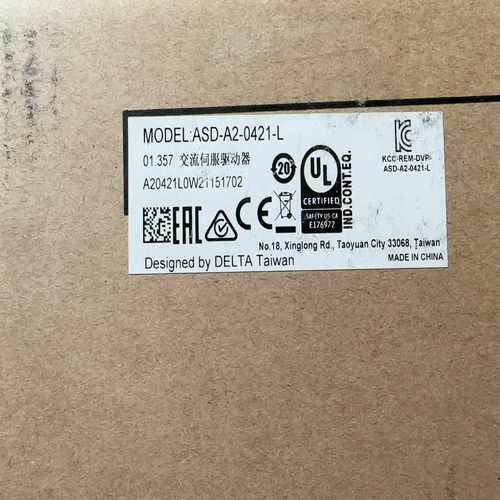 MODEL:ASD-A2-0421-L
01.357 交流伺服驱动器
A20421L0W21151702
20
UL
CERTIFIED
SAFETY US CA
E176972
IND.CONT.EQ.
KCC-REM-DVP-
ASD-A2-0421-L
EAC CE
No.18, Xinglong Rd., Taoyuan City 33068, Taiwan
Designed by DELTA Taiwan
MADE IN CHINA